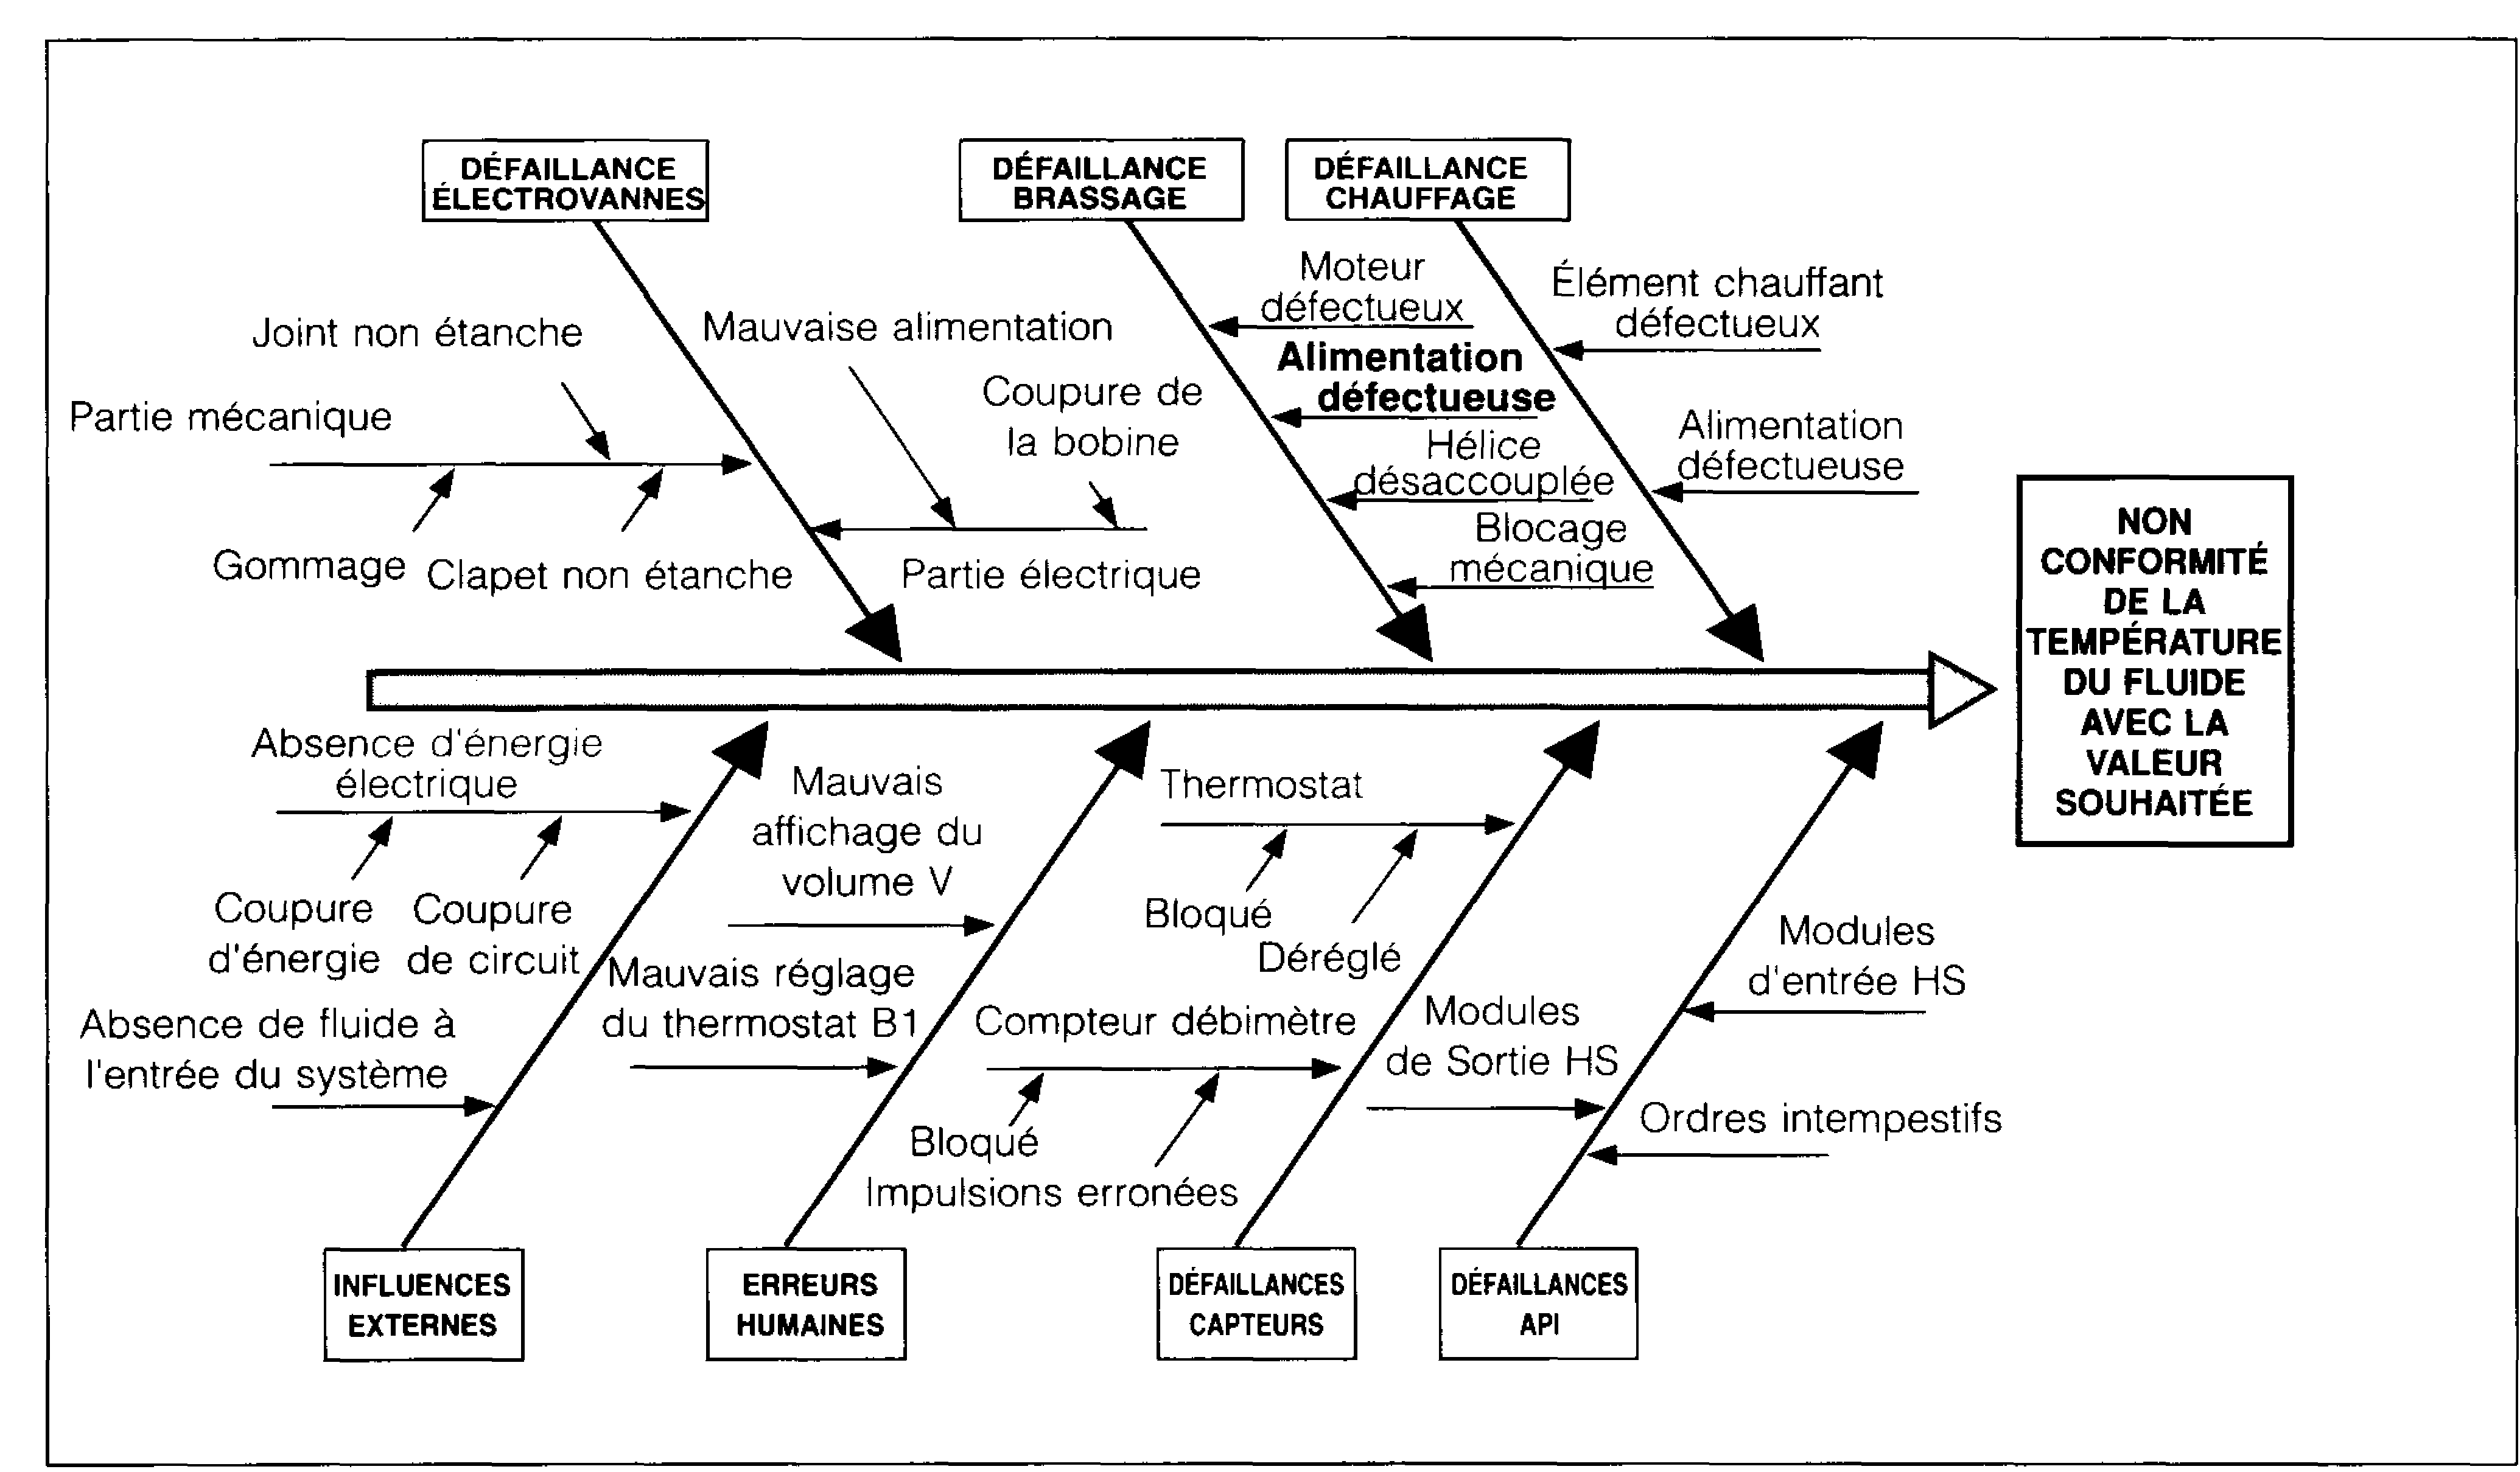 DÉFAILLANCE
ÉLECTROVANNES
DÉFAILLANCE
BRASSAGE
DÉFAILLANCE
CHAUFFAGE
Joint non étanche
Partie mécanique
Gommage
Clapet non étanche
Mauvaise alimentation
Coupure de
la bobine
Partie électrique
Moteur
défectueux
Alimentation
défectueuse
Hélice
désaccouplée
Blocage
mécanique
Élément chauffant
défectueux
Alimentation
défectueuse
NON
CONFORMITÉ
DE LA
TEMPÉRATURE
DU FLUIDE
AVEC LA
VALEUR
SOUHAITÉE
Absence d'énergie
électrique
Coupure
d'énergie
Coupure
de circuit
Absence de fluide à
l'entrée du système
Mauvais
affichage du
volume V
Mauvais réglage
du thermostat B1
Thermostat
Bloqué
Déréglé
Compteur débimètre
Bloqué
Impulsions erronées
Modules
d'entrée HS
Modules
de Sortie HS
Ordres intempestifs
INFLUENCES
EXTERNES
ERREURS
HUMAINES
DÉFAILLANCES
CAPTEURS
DÉFAILLANCES
API